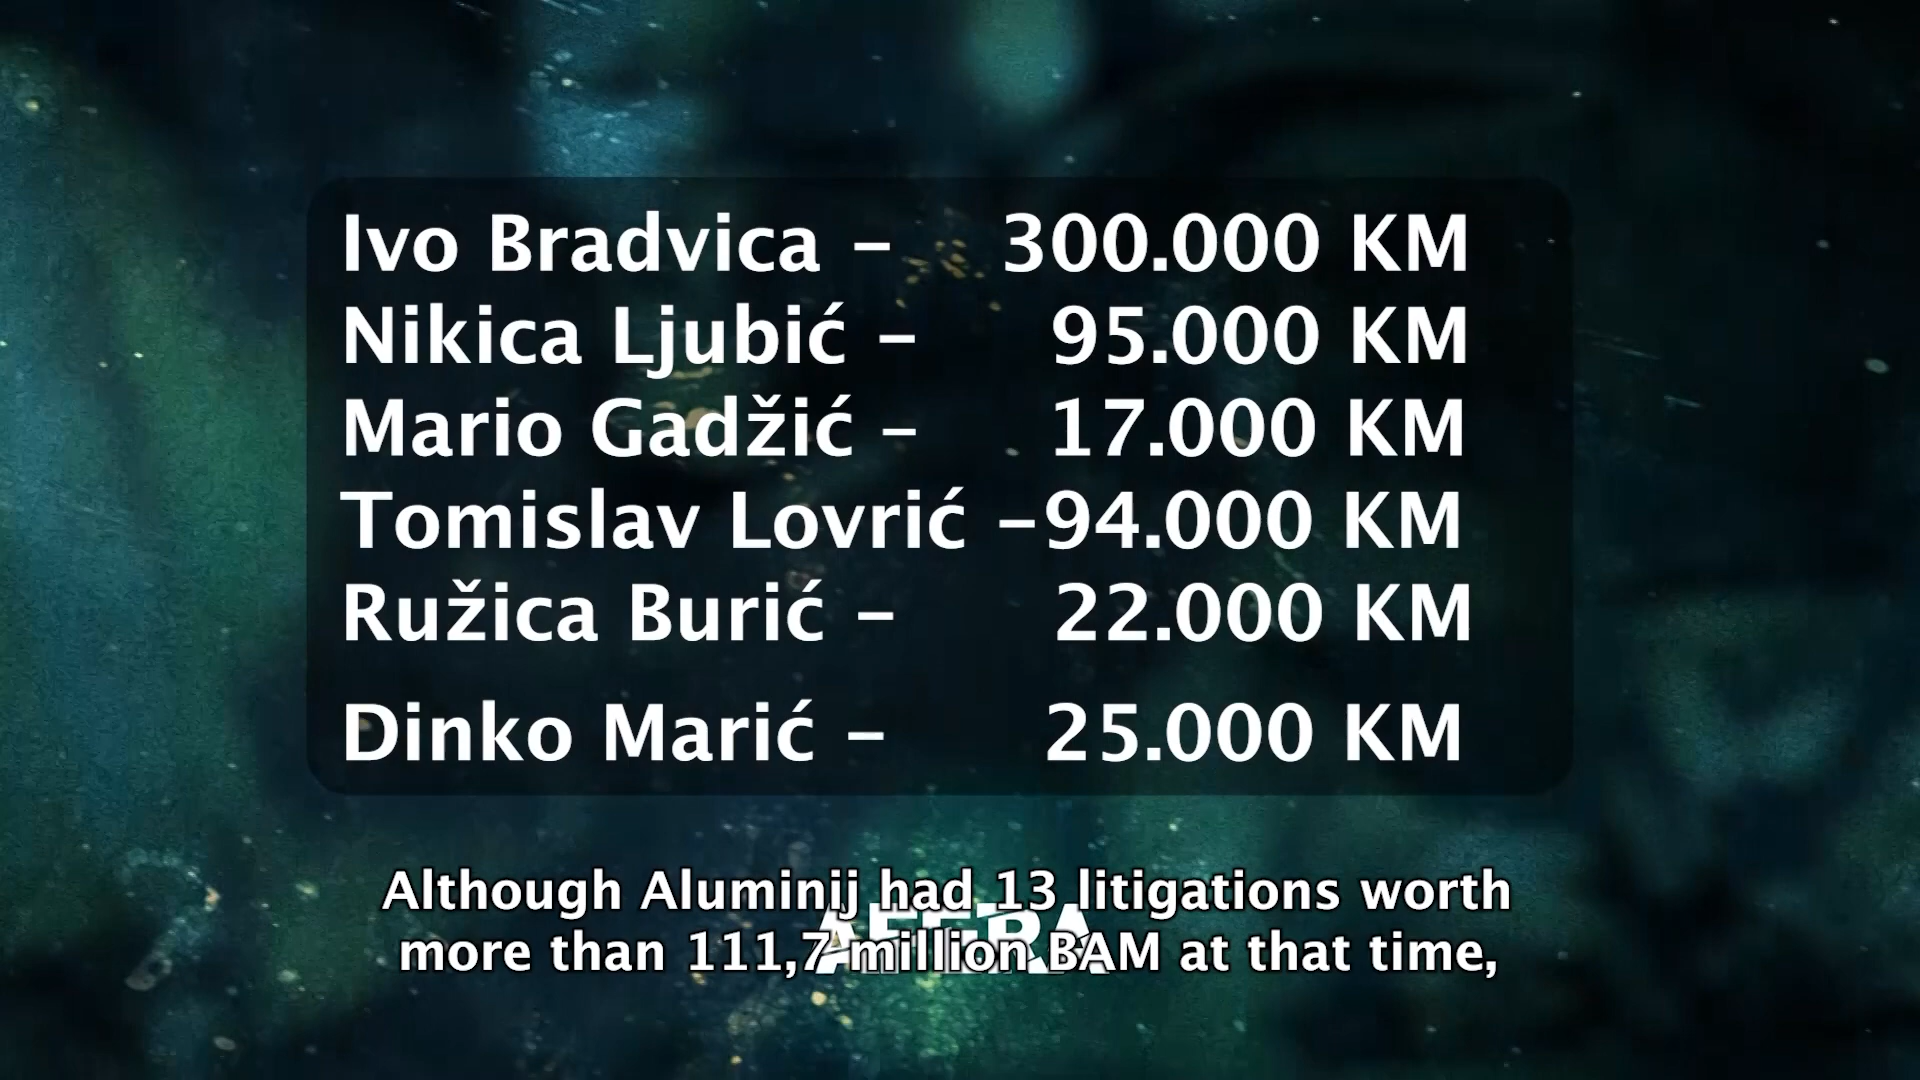 Ivo Bradvica – 300.000 KM
Nikica Ljubić – 95.000 KM
Mario Gadžić – 17.000 KM
Tomislav Lovrić –94.000 KM
Ružica Burić – 22.000 KM
Dinko Marić – 25.000 KM
Although Aluminij had 13 litigations worth
AFERA
more than 111,7 million BAM at that time,